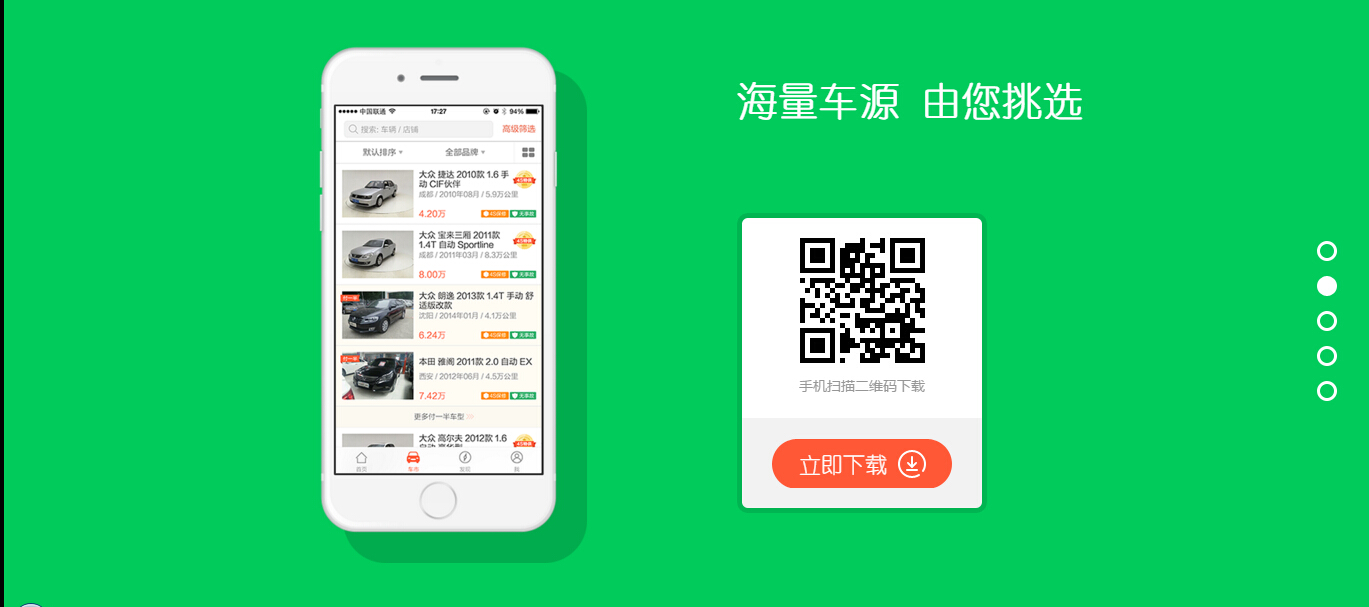 海量车源 由您挑选
中国联通 17:27 94%
搜索: 车辆 / 店铺 高级筛选
默认排序 全部品牌
大众 捷达 2010款 1.6 手
动 CIF伙伴
成都 / 2010年08月 / 5.9万公里
4.20万
大众 宝来三厢 2011款
1.4T 自动 Sportline
成都 / 2011年03月 / 8.3万公里
8.00万
付一半
大众 朗逸 2013款 1.4T 手动 舒
适版改款
沈阳 / 2014年01月 / 4.1万公里
6.24万
付一半
本田 雅阁 2011款 2.0 自动 EX
西安 / 2012年06月 / 4.5万公里
7.42万
更多付一半车型
大众 高尔夫 2012款 1.6
首页 车市 发现 我
手机扫描二维码下载
立即下载